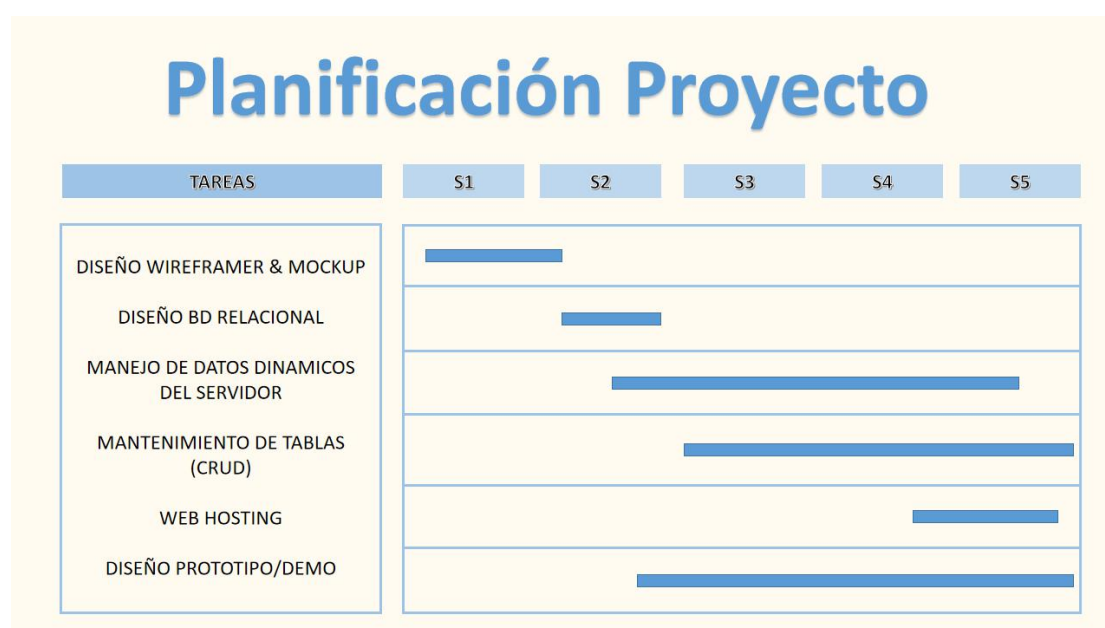 Planificación Proyecto
TAREAS S1 S2 S3 S4 S5
DISEÑO WIREFRAMER & MOCKUP
DISEÑO BD RELACIONAL
MANEJO DE DATOS DINAMICOS
DEL SERVIDOR
MANTENIMIENTO DE TABLAS
(CRUD)
WEB HOSTING
DISEÑO PROTOTIPO/DEMO